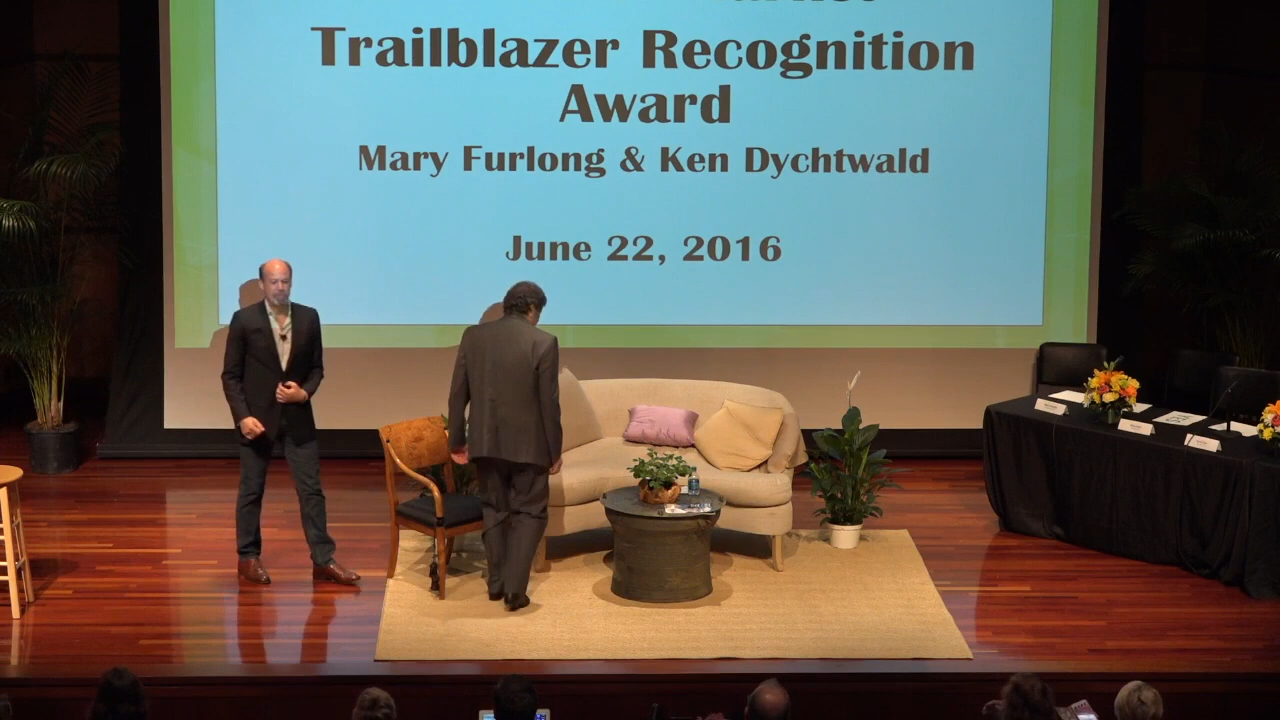 Trailblazer Recognition
Award
Mary Furlong & Ken Dychtwald
June 22, 2016